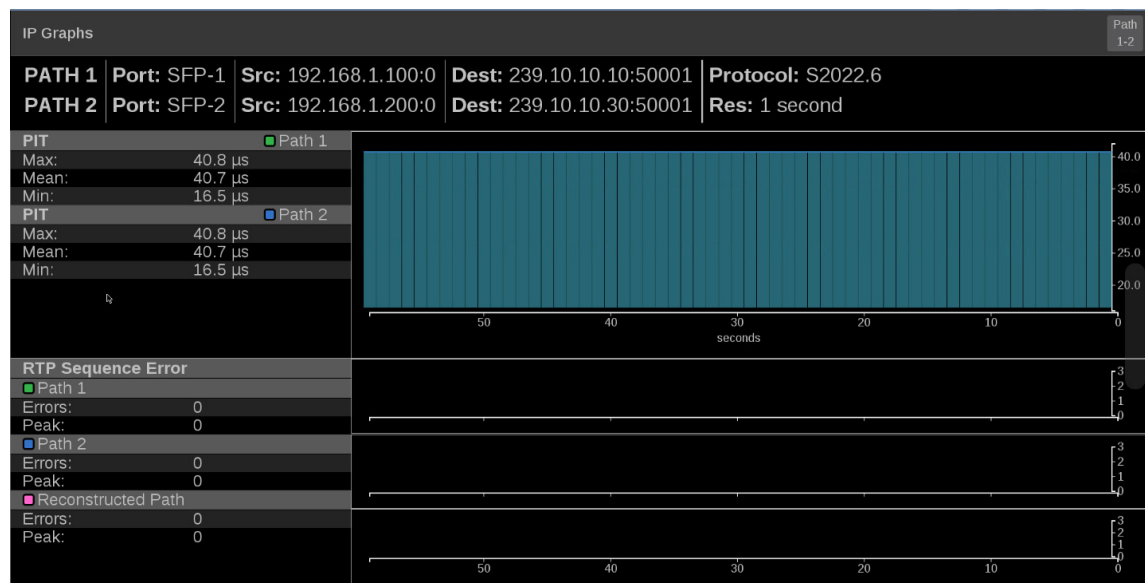 IP Graphs
Path
1-2
PATH 1 Port: SFP-1 Src: 192.168.1.100:0 Dest: 239.10.10.10:50001 Protocol: S2022.6
PATH 2 Port: SFP-2 Src: 192.168.1.200:0 Dest: 239.10.10.30:50001 Res: 1 second
PIT Path 1
Max: 40.8 µs
Mean: 40.7 µs
Min: 16.5 µs
PIT Path 2
Max: 40.8 µs
Mean: 40.7 µs
Min: 16.5 µs
40.0
35.0
30.0
25.0
20.0
50 40 30 20 10 0
seconds
RTP Sequence Error
Path 1
Errors: 0
Peak: 0
3
2
1
0
Path 2
Errors: 0
Peak: 0
3
2
1
0
Reconstructed Path
Errors: 0
Peak: 0
3
2
1
0
50 40 30 20 10 0